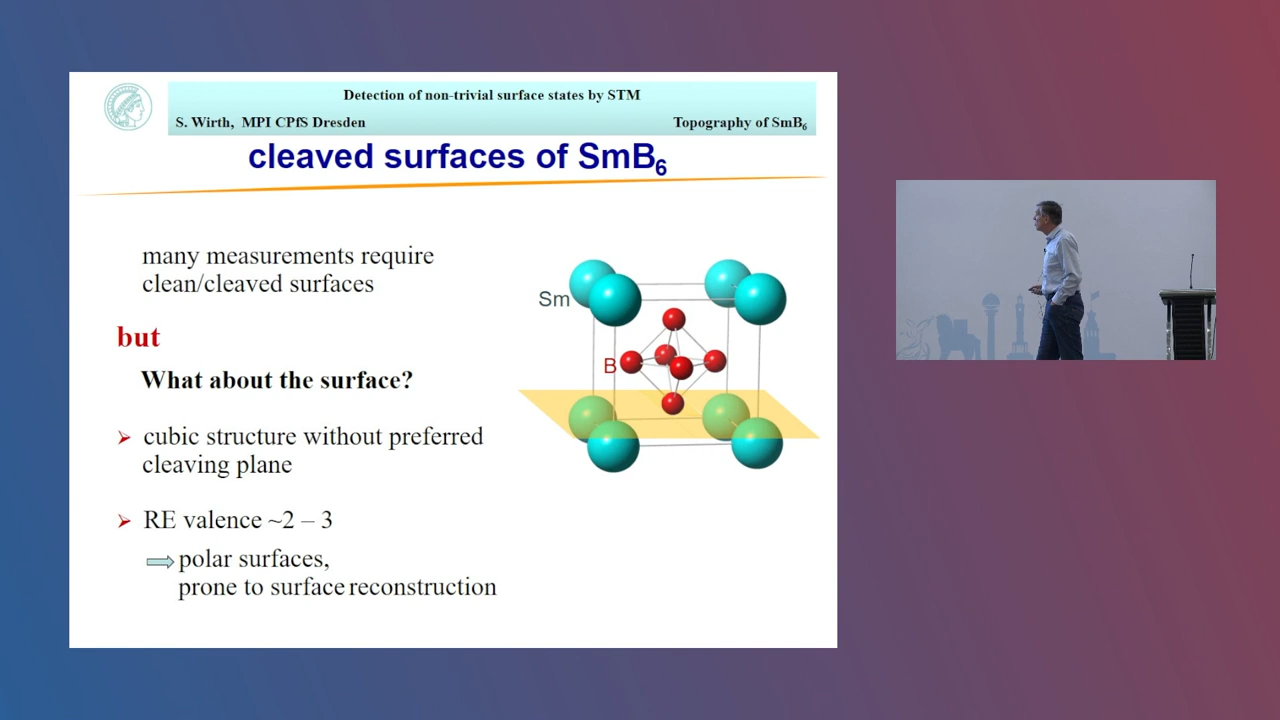 Detection of non-trivial surface states by STM
S. Wirth, MPI CPfS Dresden
Topography of SmB6
cleaved surfaces of SmB6
many measurements require
clean/cleaved surfaces
but
What about the surface?
➢ cubic structure without preferred
cleaving plane
➢ RE valence ~2 – 3
⇒ polar surfaces,
prone to surface reconstruction
Sm
B